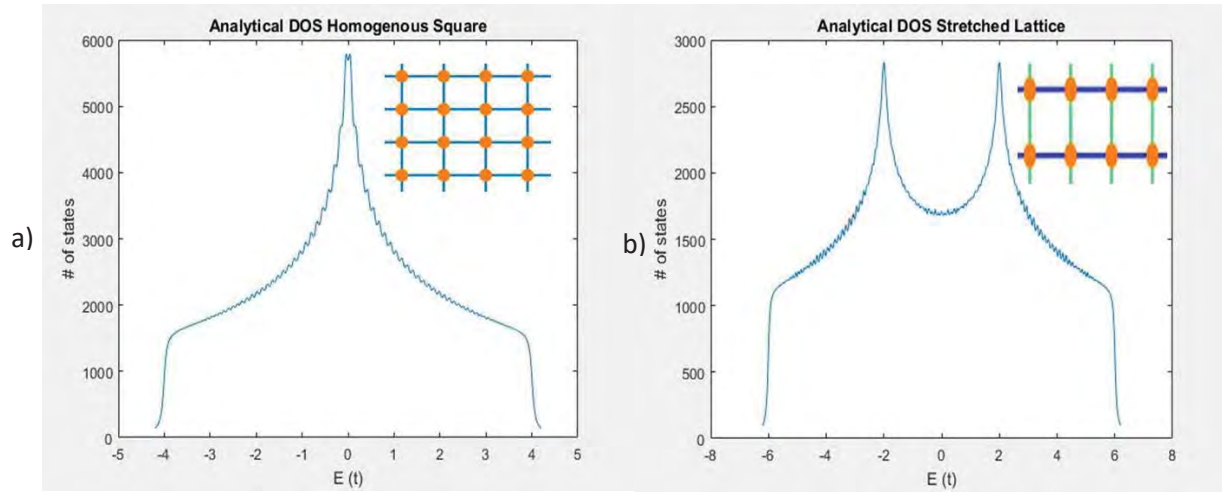 a)
Analytical DOS Homogenous Square
# of states
6000
5000
4000
3000
2000
1000
0
-5 -4 -3 -2 -1 0 1 2 3 4 5
E (t)
b)
Analytical DOS Stretched Lattice
# of states
3000
2500
2000
1500
1000
500
0
-8 -6 -4 -2 0 2 4 6 8
E (t)